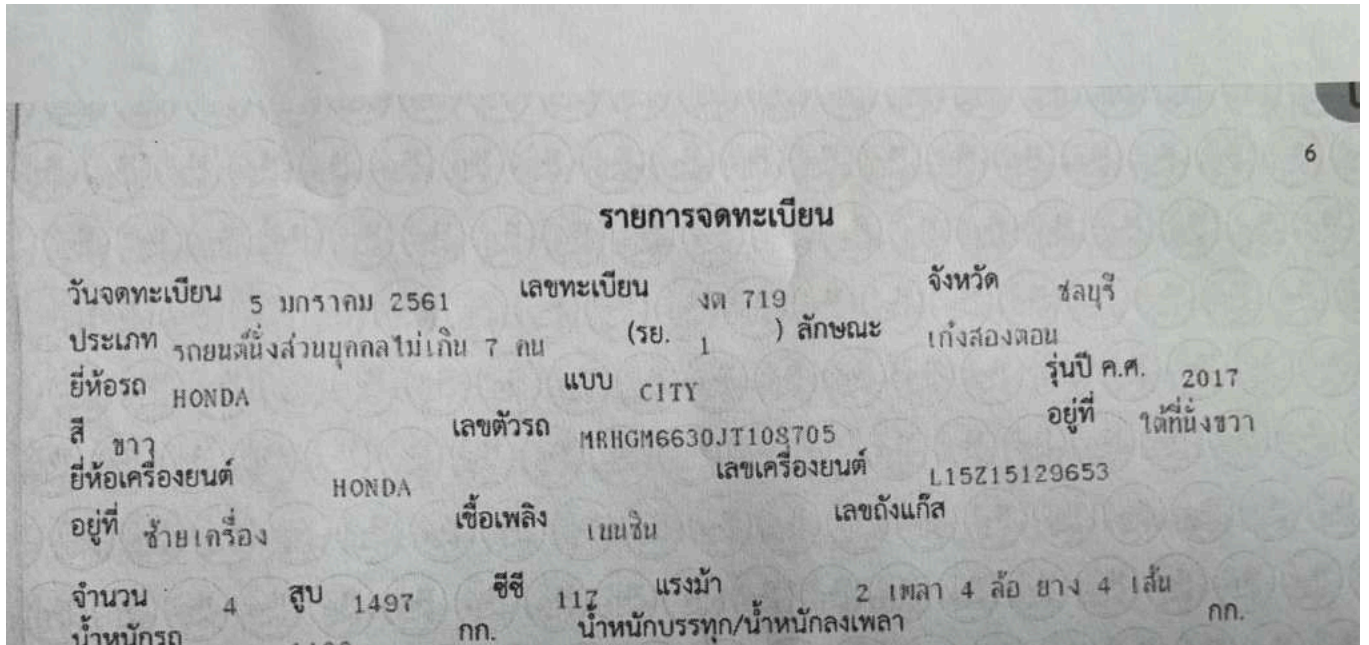 6
รายการจดทะเบียน
วันจดทะเบียน 5 มกราคม 2561 เลขทะเบียน งต 719 จังหวัด ชลบุรี
ประเภท รถยนต์นั่งส่วนบุคคลไม่เกิน 7 คน (รย. 1 ) ลักษณะ เก๋งสองตอน
ยี่ห้อรถ HONDA แบบ CITY รุ่นปี ค.ศ. 2017
สี ขาว เลขตัวรถ MRHGM6630JT108705 อยู่ที่ ใต้ที่นั่งขวา
ยี่ห้อเครื่องยนต์ HONDA เลขเครื่องยนต์ L15Z15129653
อยู่ที่ ซ้ายเครื่อง เชื้อเพลิง เบนซิน เลขถังแก๊ส
จำนวน 4 สูบ 1497 ซีซี 117 แรงม้า 2 เพลา 4 ล้อ ยาง 4 เส้น
น้ำหนักรถ กก. น้ำหนักบรรทุก/น้ำหนักลงเพลา กก.